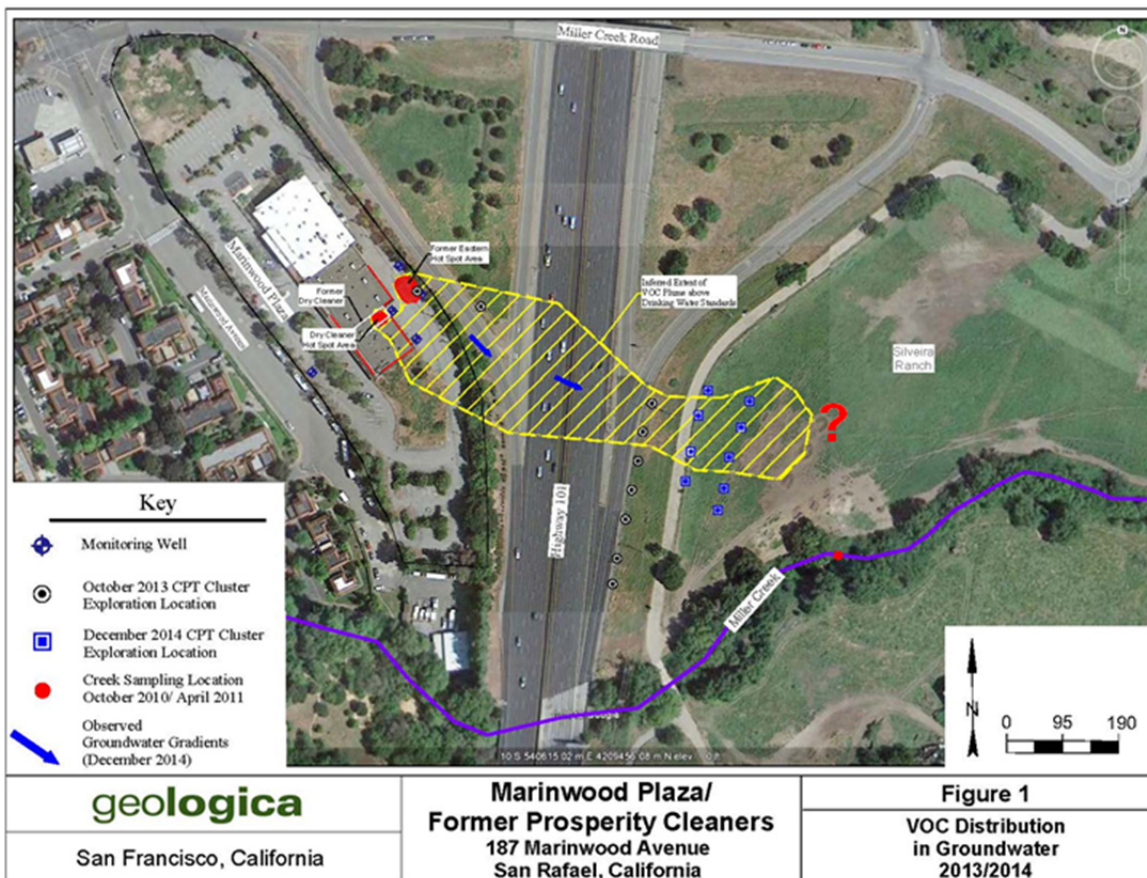 Miller Creek Road
Former Eastern
Hot Spot Area
Former
Dry Cleaner
Dry Cleaner
Hot Spot Area
Marinwood Plaza
Marinwood Avenue
Inferred Extent of
VOC Plume above
Drinking Water Standards
Silveira
Ranch
?
Highway 101
Miller Creek
Key
Monitoring Well
October 2013 CPT Cluster
Exploration Location
December 2014 CPT Cluster
Exploration Location
Creek Sampling Location
October 2010/ April 2011
Observed
Groundwater Gradients
(December 2014)
N
0 95 190
geologica
San Francisco, California
Marinwood Plaza/
Former Prosperity Cleaners
187 Marinwood Avenue
San Rafael, California
Figure 1
VOC Distribution
in Groundwater
2013/2014